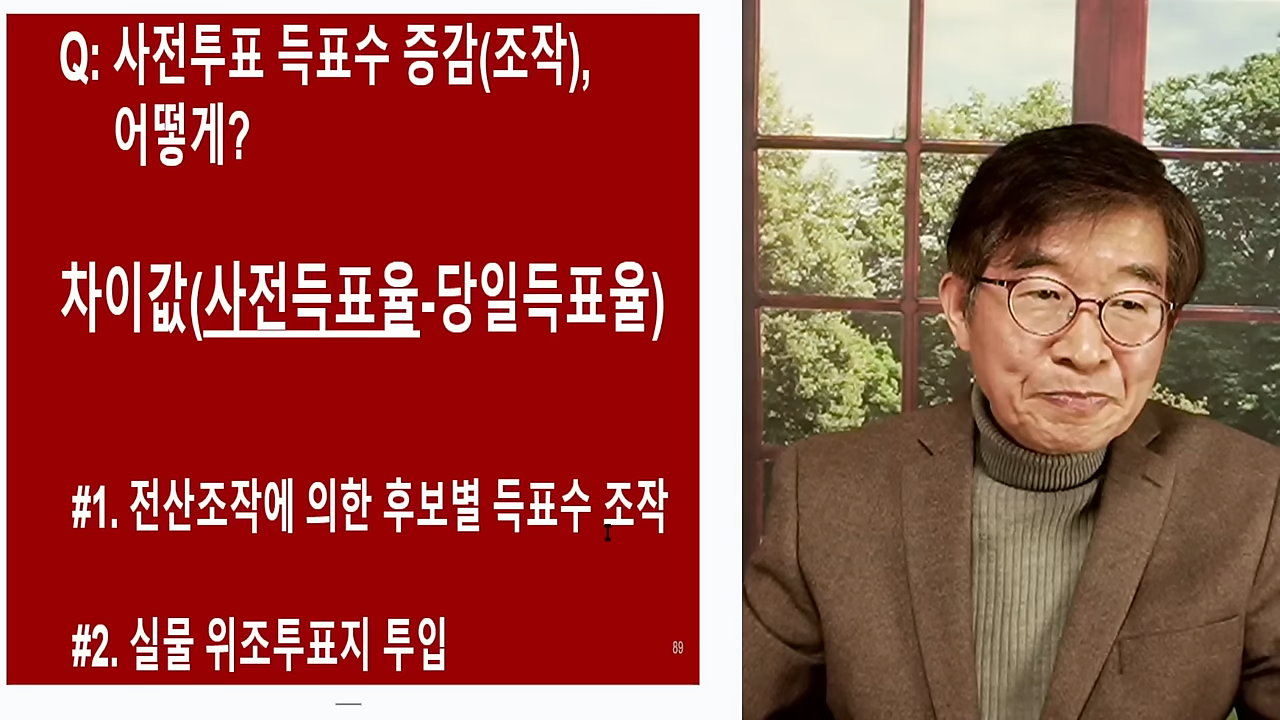 Q: 사전투표 득표수 증감(조작),
어떻게?
차이값(사전득표율-당일득표율)
#1. 전산조작에 의한 후보별 득표수 조작
#2. 실물 위조투표지 투입
89